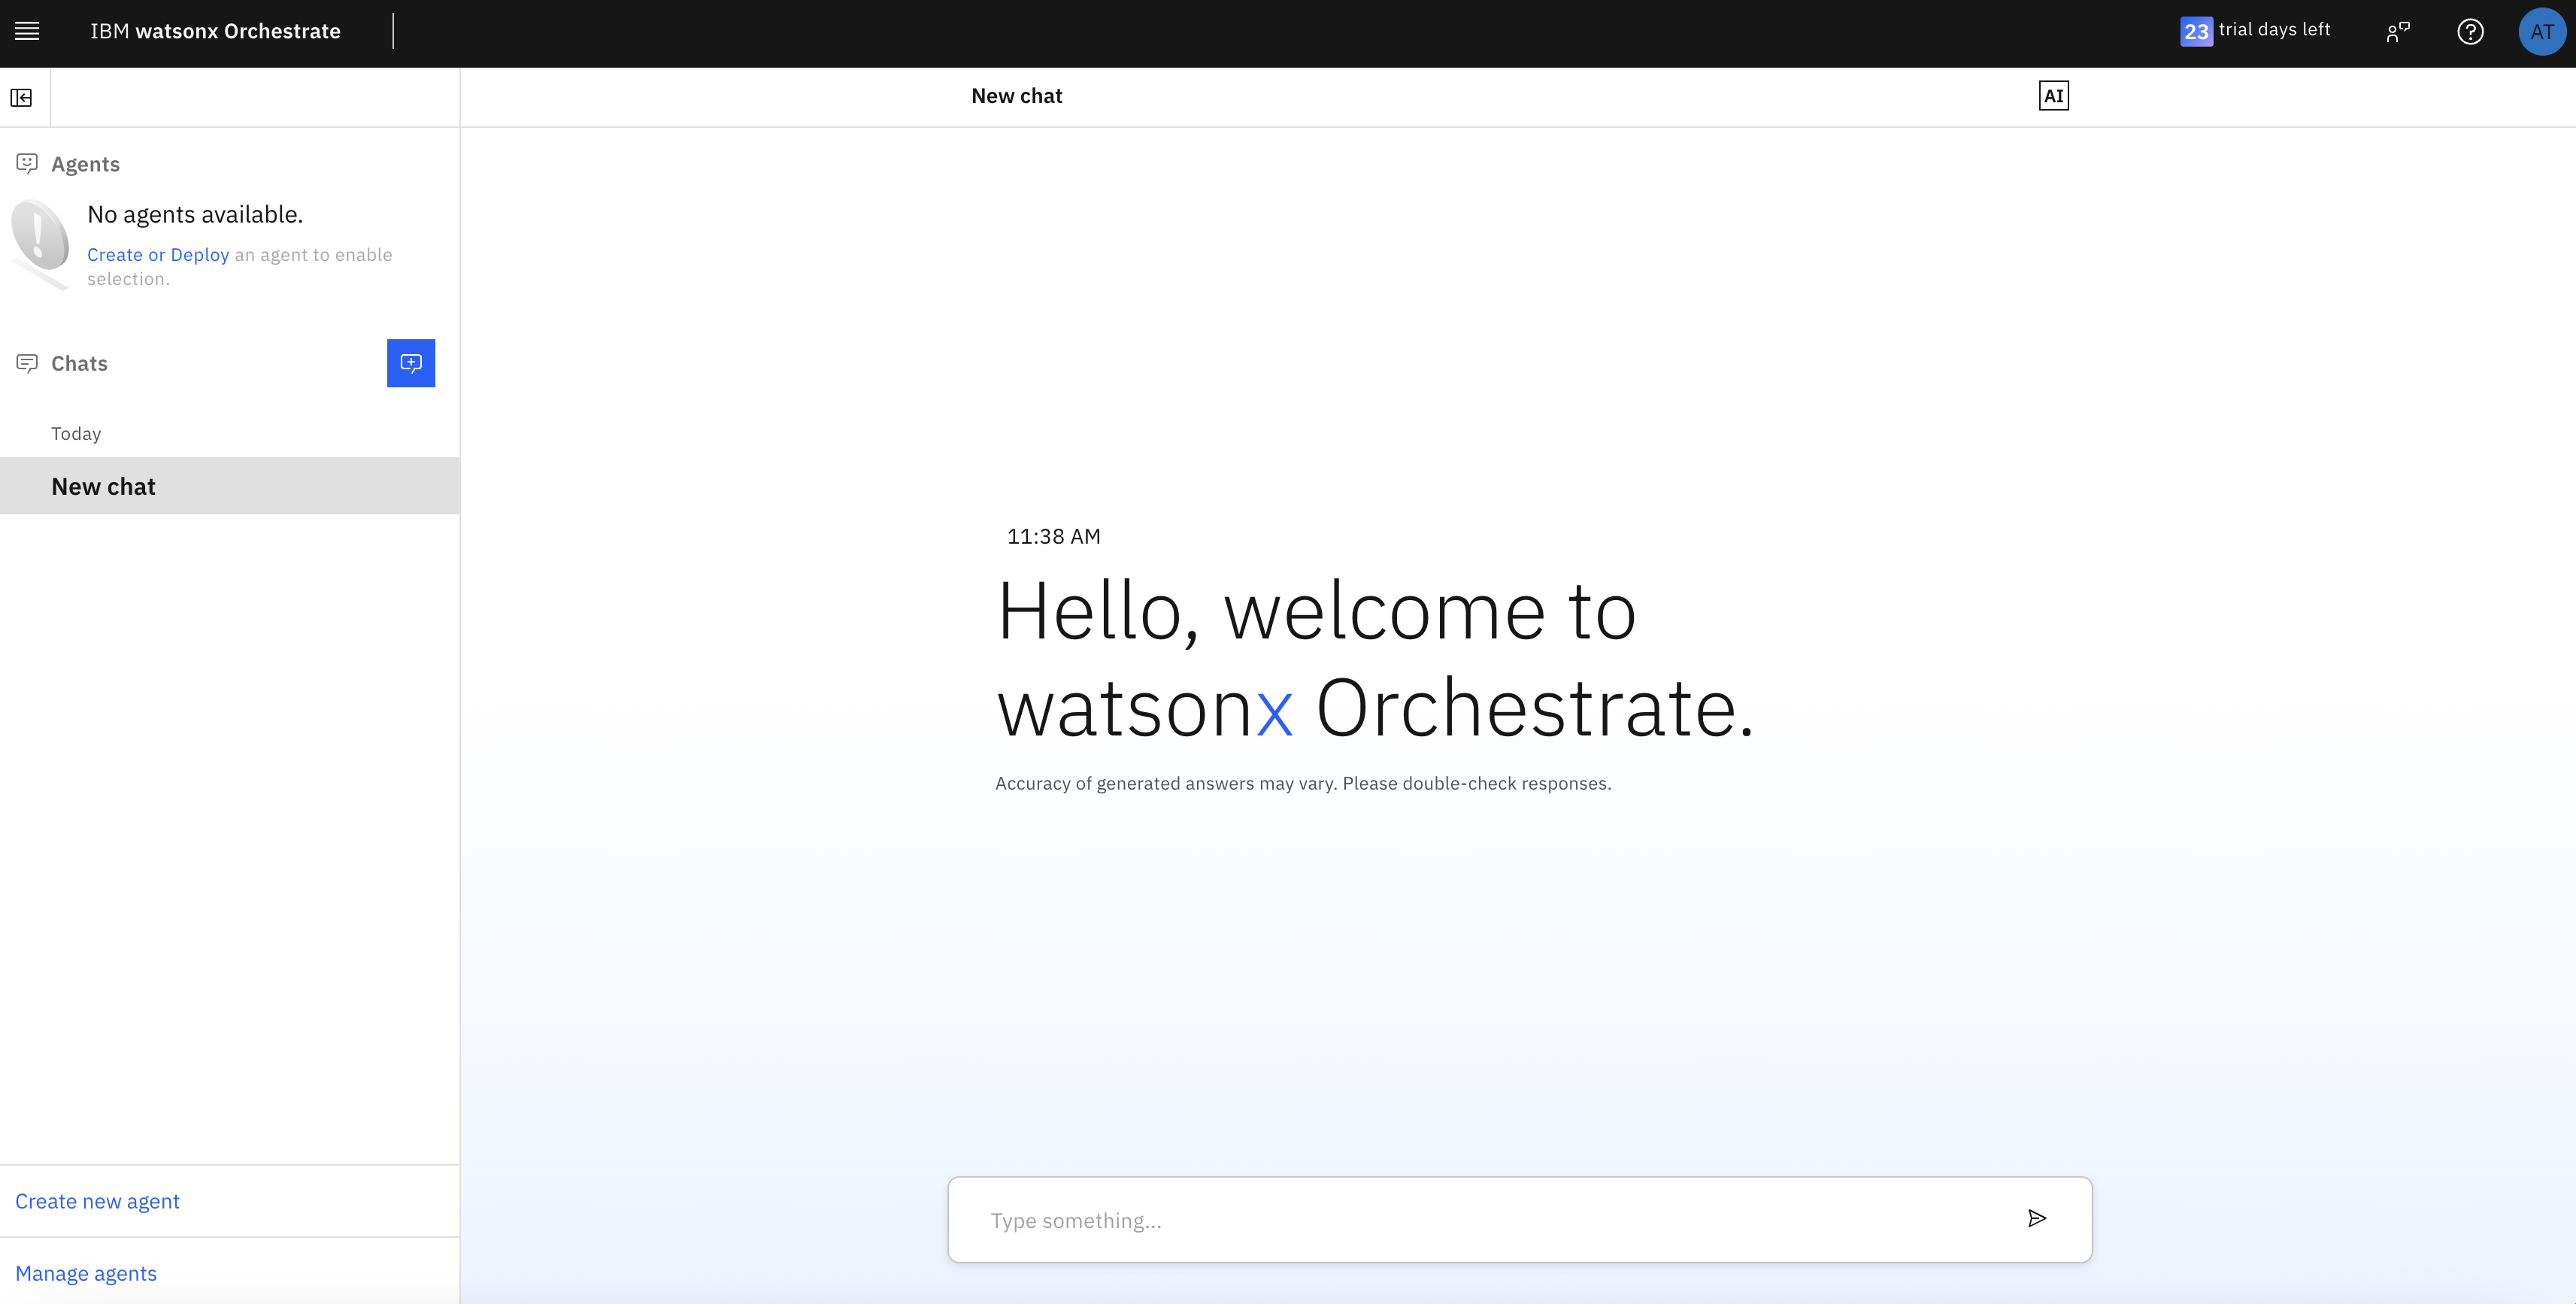 IBM watsonx Orchestrate
23 trial days left
AT
New chat
AI
Agents
No agents available.
Create or Deploy an agent to enable
selection.
Chats
Today
New chat
11:38 AM
Hello, welcome to
watsonx Orchestrate.
Accuracy of generated answers may vary. Please double-check responses.
Type something...
Create new agent
Manage agents